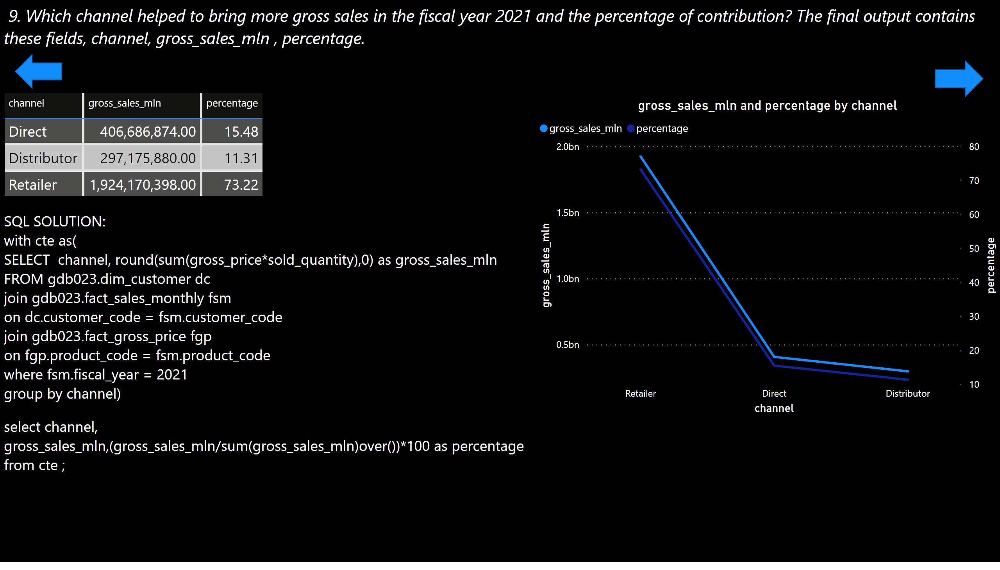 9. Which channel helped to bring more gross sales in the fiscal year 2021 and the percentage of contribution? The final output contains
these fields, channel, gross_sales_mln , percentage.
channel gross_sales_mln percentage
Direct 406,686,874.00 15.48
Distributor 297,175,880.00 11.31
Retailer 1,924,170,398.00 73.22
SQL SOLUTION:
with cte as(
SELECT  channel, round(sum(gross_price*sold_quantity),0) as gross_sales_mln
FROM gdb023.dim_customer dc
join gdb023.fact_sales_monthly fsm
on dc.customer_code = fsm.customer_code
join gdb023.fact_gross_price fgp
on fgp.product_code = fsm.product_code
where fsm.fiscal_year = 2021
group by channel)
select channel,
gross_sales_mln,(gross_sales_mln/sum(gross_sales_mln)over())*100 as percentage
from cte ;
gross_sales_mln and percentage by channel
gross_sales_mln percentage
2.0bn
1.5bn
1.0bn
0.5bn
gross_sales_mln
80
70
60
50
40
30
20
10
percentage
Retailer Direct Distributor
channel